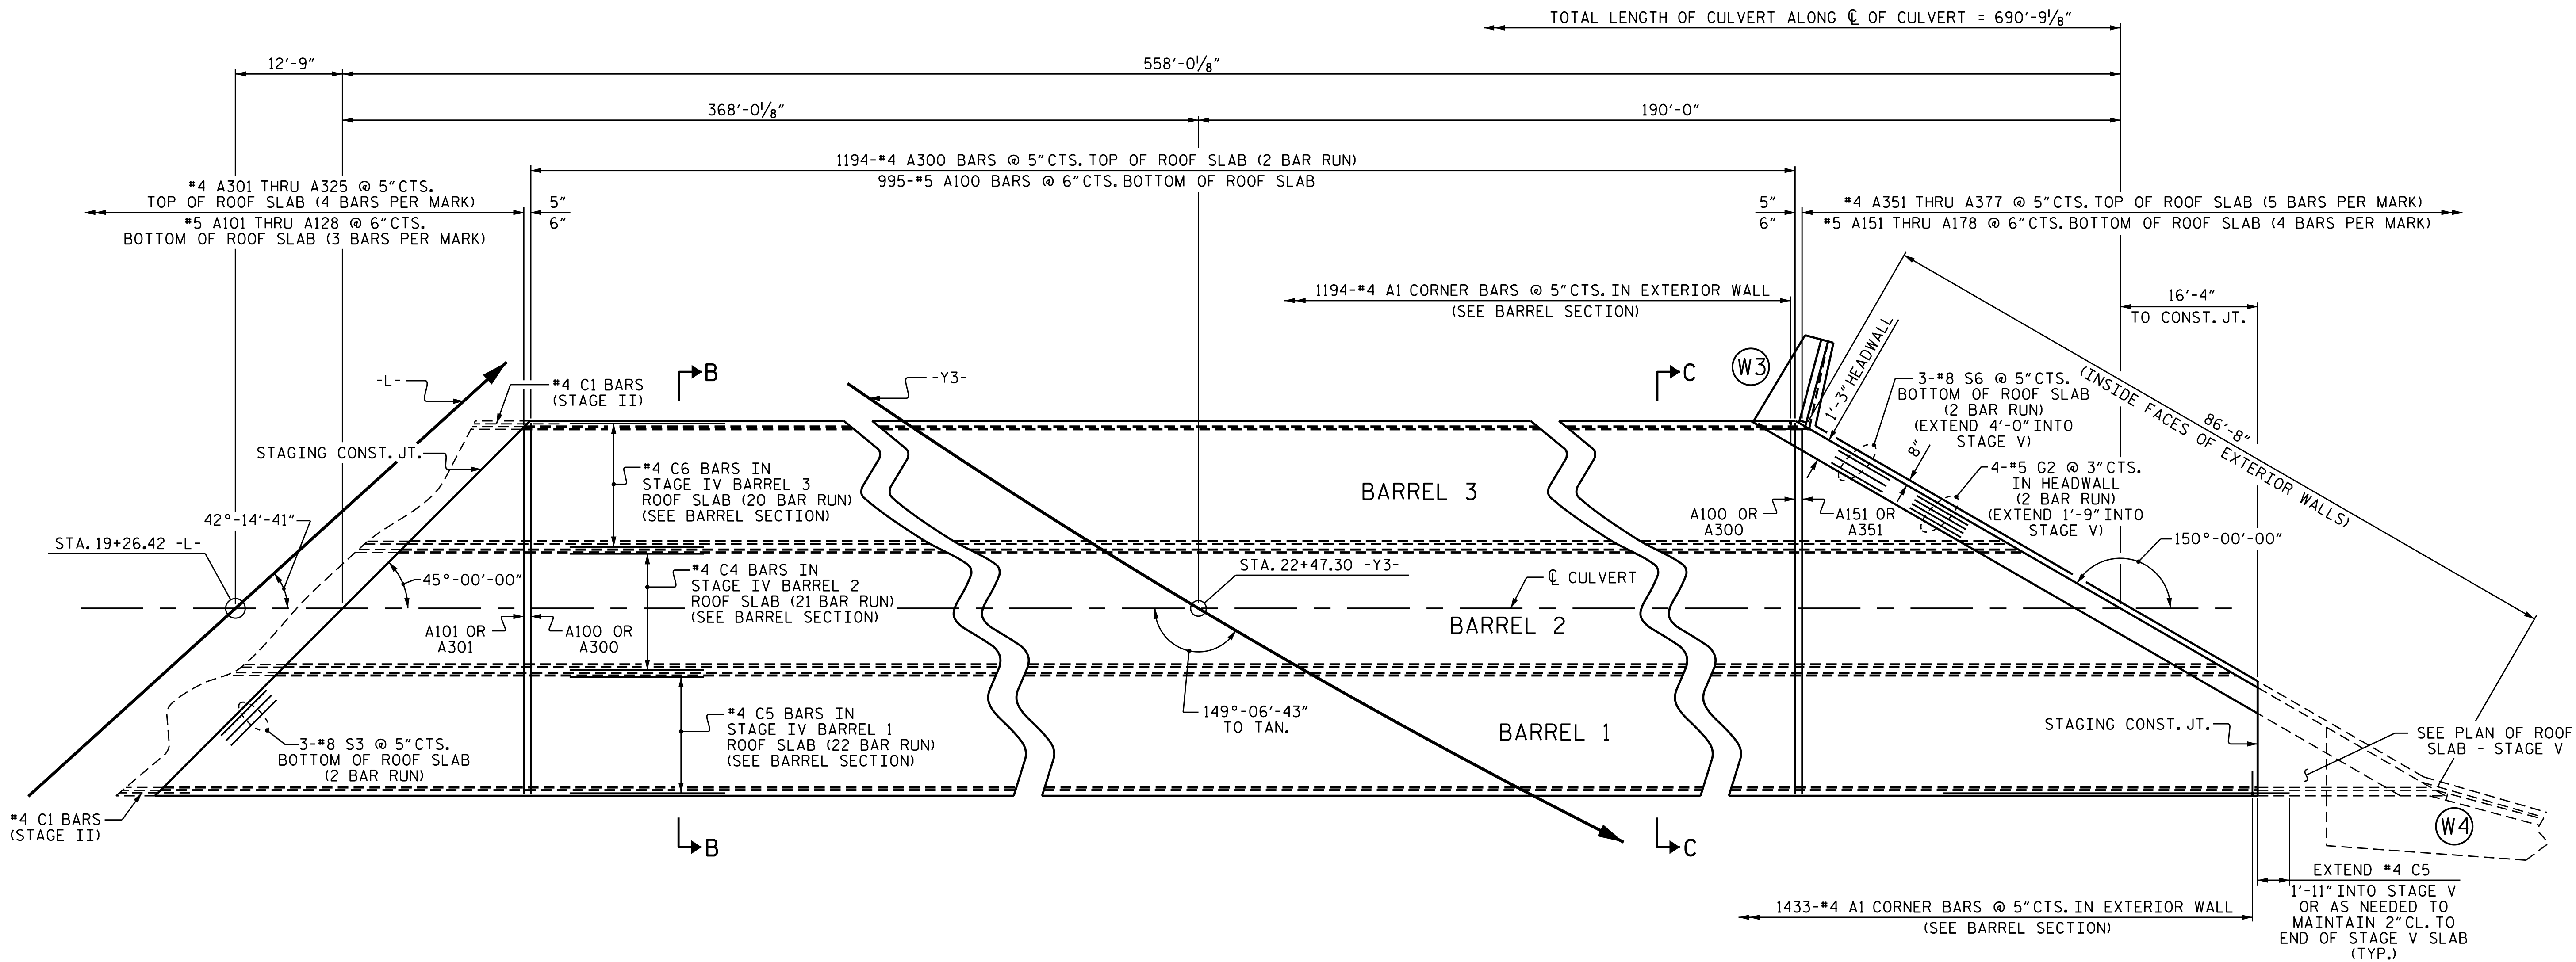 TOTAL LENGTH OF CULVERT ALONG ℄ OF CULVERT = 690'-9⅛"
12'-9"
558'-0⅛"
368'-0⅛"
190'-0"
1194-#4 A300 BARS @ 5" CTS. TOP OF ROOF SLAB (2 BAR RUN)
995-#5 A100 BARS @ 6" CTS. BOTTOM OF ROOF SLAB
#4 A301 THRU A325 @ 5" CTS.
TOP OF ROOF SLAB (4 BARS PER MARK)
#5 A101 THRU A128 @ 6" CTS.
BOTTOM OF ROOF SLAB (3 BARS PER MARK)
5"
6"
5"
6"
#4 A351 THRU A377 @ 5" CTS. TOP OF ROOF SLAB (5 BARS PER MARK)
#5 A151 THRU A178 @ 6" CTS. BOTTOM OF ROOF SLAB (4 BARS PER MARK)
1194-#4 A1 CORNER BARS @ 5" CTS. IN EXTERIOR WALL
(SEE BARREL SECTION)
16'-4"
TO CONST. JT.
-L-
#4 C1 BARS
(STAGE II)
B
-Y3-
C
W3
1'-3" HEADWALL
3-#8 S6 @ 5" CTS.
BOTTOM OF ROOF SLAB
(2 BAR RUN)
(EXTEND 4'-0" INTO
STAGE V)
8"
86'-8"
(INSIDE FACES OF EXTERIOR WALLS)
STAGING CONST. JT.
#4 C6 BARS IN
STAGE IV BARREL 3
ROOF SLAB (20 BAR RUN)
(SEE BARREL SECTION)
BARREL 3
4-#5 G2 @ 3" CTS.
IN HEADWALL
(2 BAR RUN)
(EXTEND 1'-9" INTO
STAGE V)
A100 OR
A300
A151 OR
A351
42°-14'-41"
STA. 19+26.42 -L-
150°-00'-00"
45°-00'-00"
#4 C4 BARS IN
STAGE IV BARREL 2
ROOF SLAB (21 BAR RUN)
(SEE BARREL SECTION)
STA. 22+47.30 -Y3-
℄ CULVERT
A101 OR
A301
A100 OR
A300
BARREL 2
149°-06'-43"
TO TAN.
#4 C5 BARS IN
STAGE IV BARREL 1
ROOF SLAB (22 BAR RUN)
(SEE BARREL SECTION)
BARREL 1
3-#8 S3 @ 5" CTS.
BOTTOM OF ROOF SLAB
(2 BAR RUN)
STAGING CONST. JT.
SEE PLAN OF ROOF
SLAB - STAGE V
#4 C1 BARS
(STAGE II)
B
C
W4
EXTEND #4 C5
1'-11" INTO STAGE V
OR AS NEEDED TO
MAINTAIN 2" CL. TO
END OF STAGE V SLAB
(TYP.)
1433-#4 A1 CORNER BARS @ 5" CTS. IN EXTERIOR WALL
(SEE BARREL SECTION)